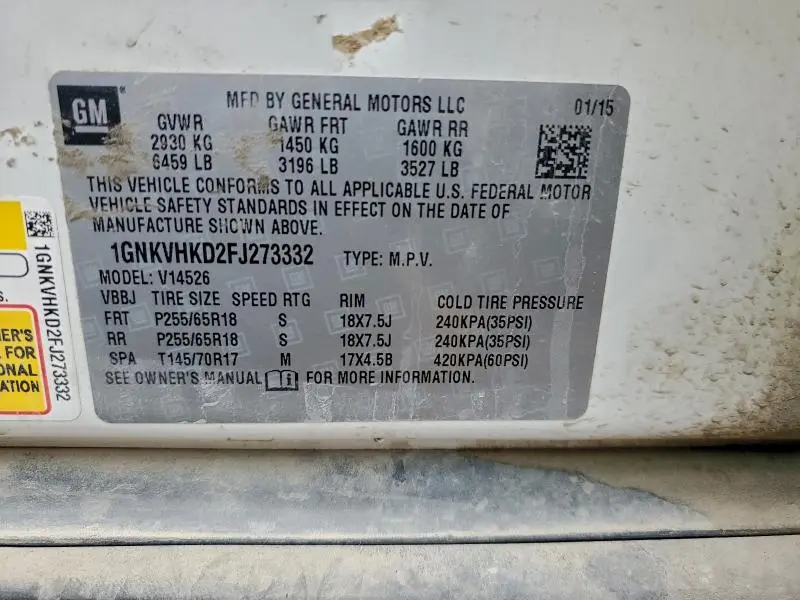 GM
MFD BY GENERAL MOTORS LLC 01/15
GVWR GAWR FRT GAWR RR
2930 KG 1450 KG 1600 KG
6459 LB 3196 LB 3527 LB
THIS VEHICLE CONFORMS TO ALL APPLICABLE U.S. FEDERAL MOTOR
VEHICLE SAFETY STANDARDS IN EFFECT ON THE DATE OF
MANUFACTURE SHOWN ABOVE.
1GNKVHKD2FJ273332 TYPE: M.P.V.
MODEL: V14526
VBBJ TIRE SIZE SPEED RTG RIM COLD TIRE PRESSURE
FRT P255/65R18 S 18X7.5J 240KPA(35PSI)
RR P255/65R18 S 18X7.5J 240KPA(35PSI)
SPA T145/70R17 M 17X4.5B 420KPA(60PSI)
SEE OWNER'S MANUAL FOR MORE INFORMATION.
1GNKVHKD2FJ273332
S.
ER'S
FOR
ONAL
ATION